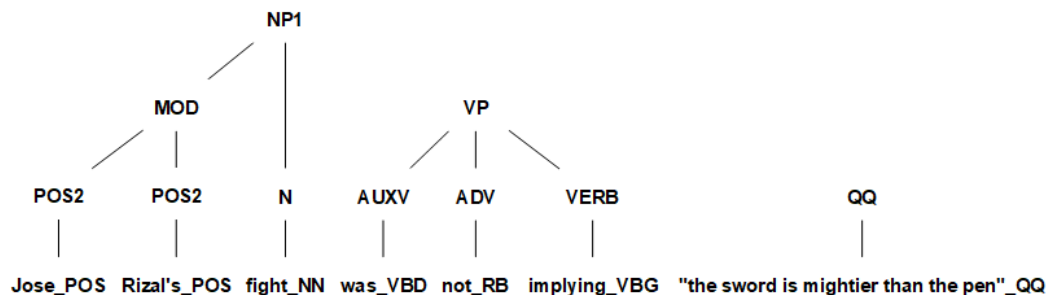 NP1
MOD VP
POS2 POS2 N AUXV ADV VERB QQ
Jose_POS Rizal's_POS fight_NN was_VBD not_RB implying_VBG "the sword is mightier than the pen"_QQ